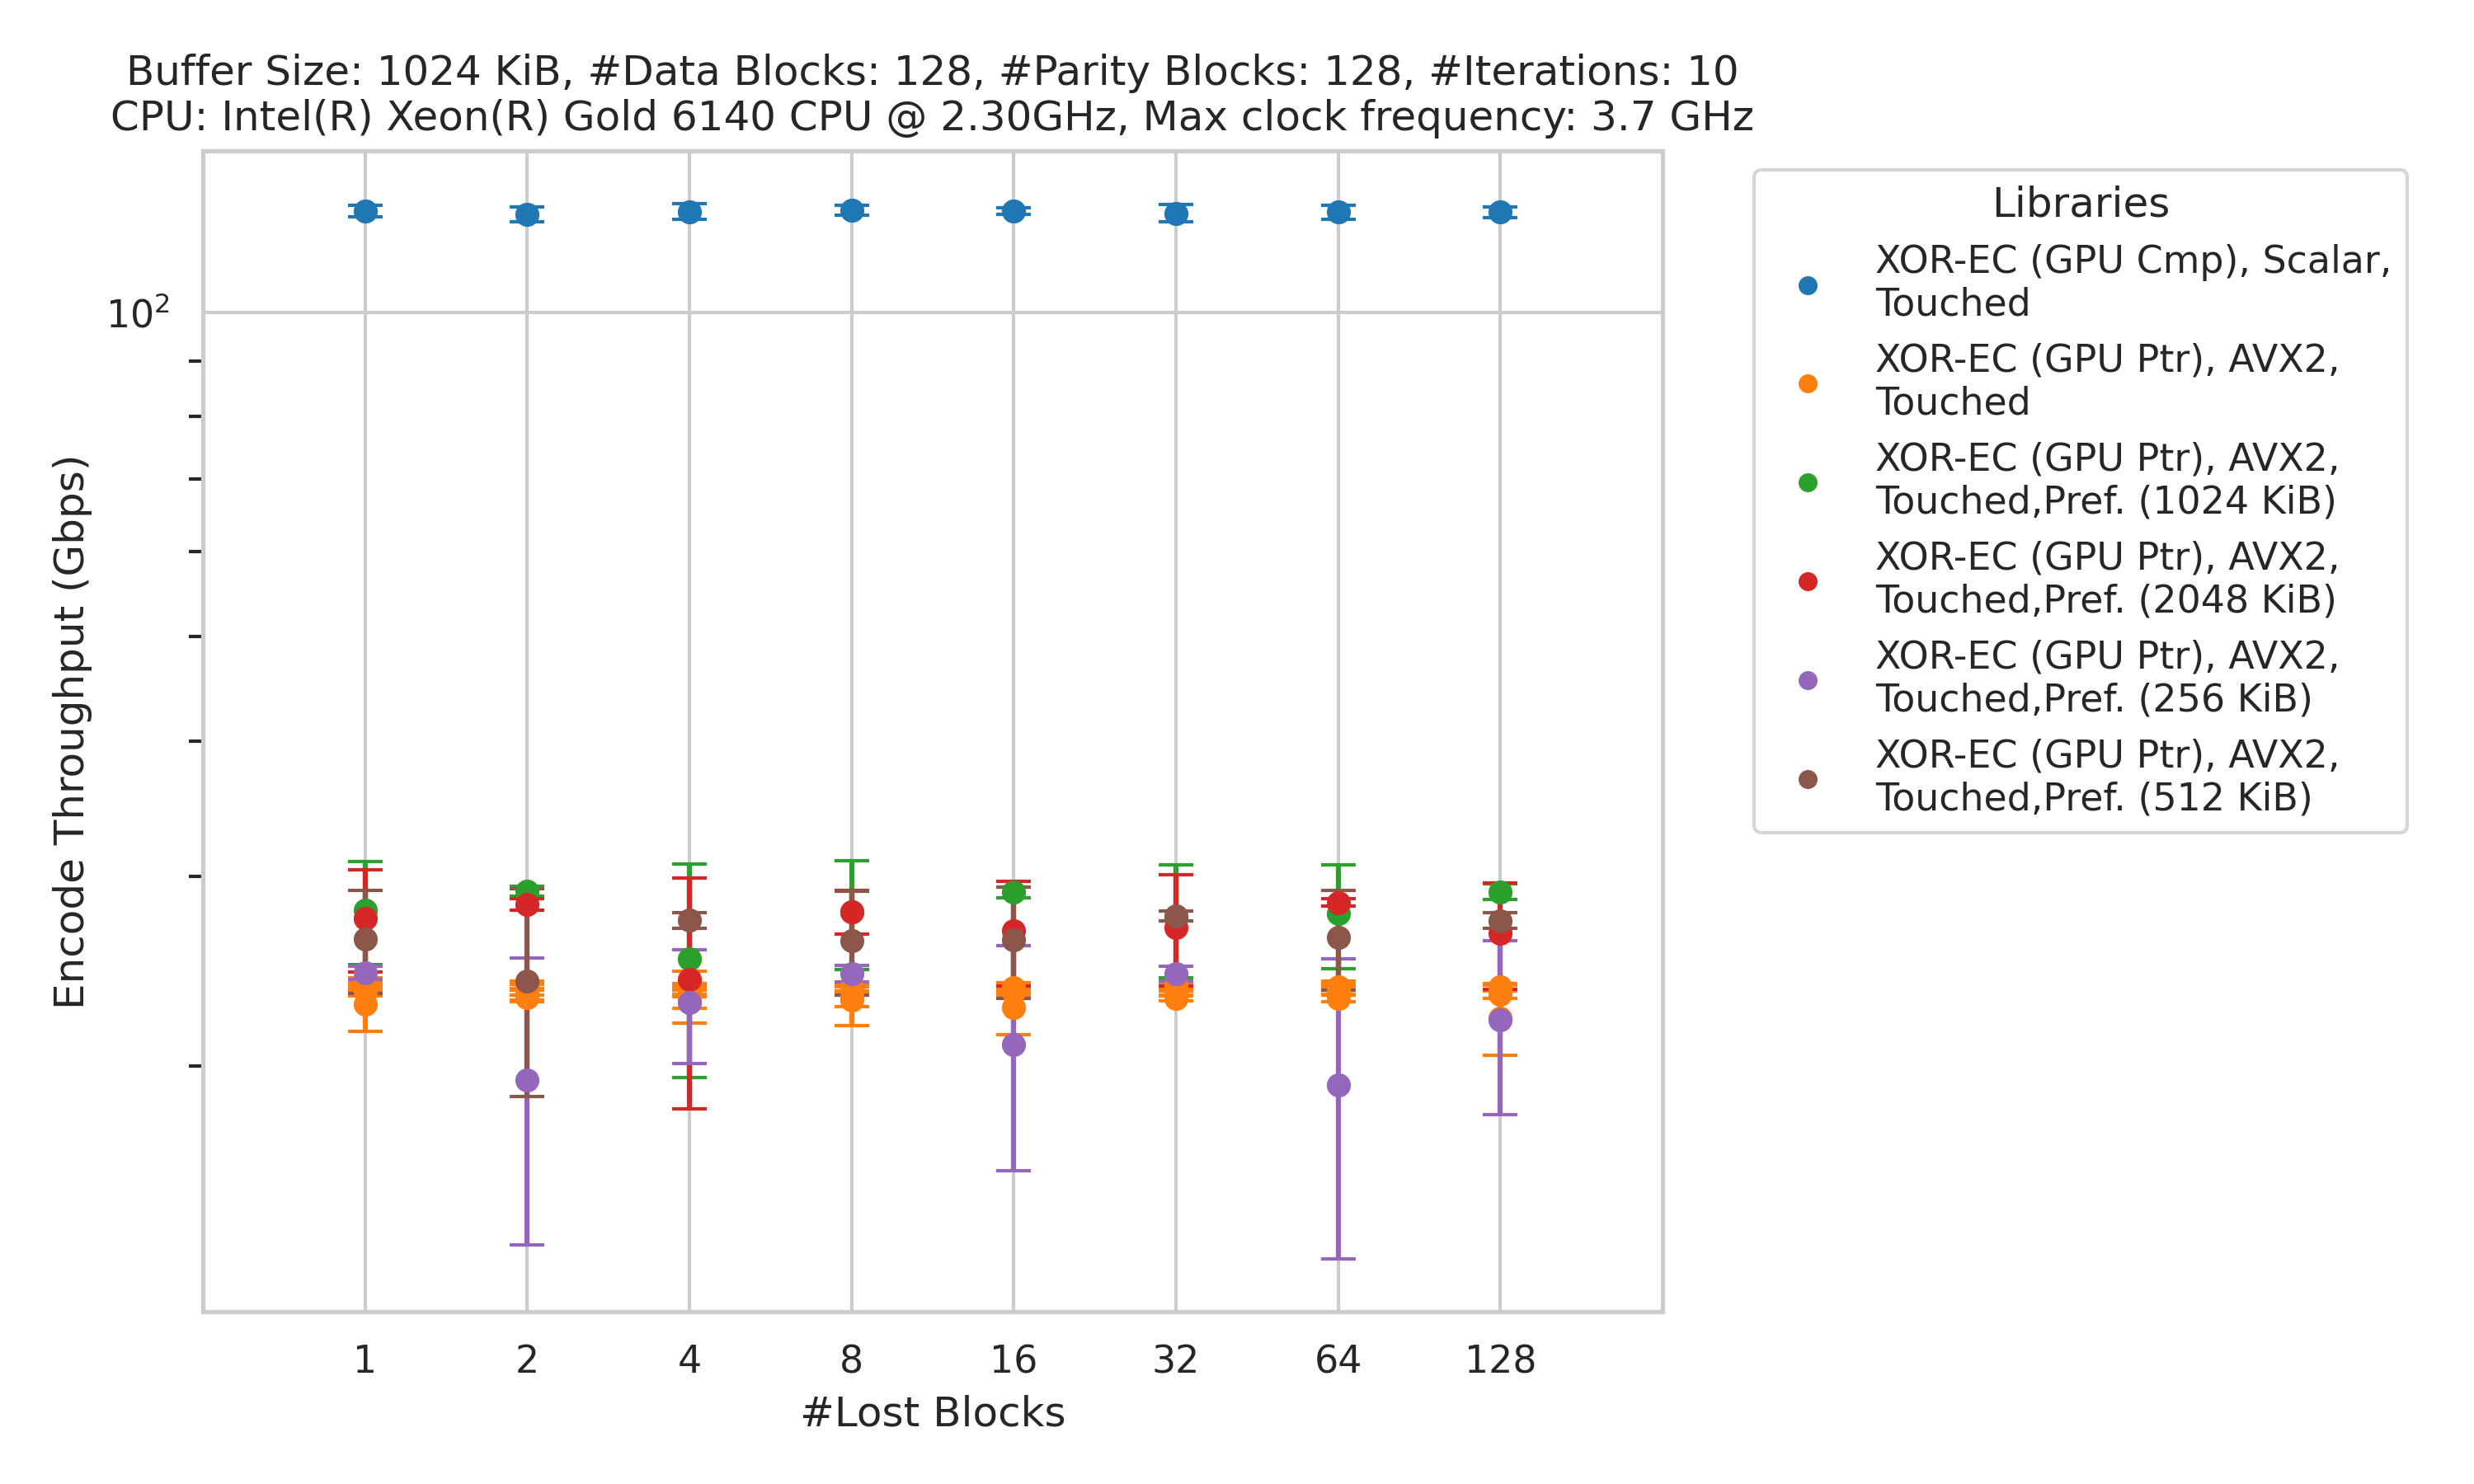 Buffer Size: 1024 KiB, #Data Blocks: 128, #Parity Blocks: 128, #Iterations: 10
CPU: Intel(R) Xeon(R) Gold 6140 CPU @ 2.30GHz, Max clock frequency: 3.7 GHz
Encode Throughput (Gbps)
10²
1 2 4 8 16 32 64 128
#Lost Blocks
Libraries
XOR-EC (GPU Cmp), Scalar,
Touched
XOR-EC (GPU Ptr), AVX2,
Touched
XOR-EC (GPU Ptr), AVX2,
Touched,Pref. (1024 KiB)
XOR-EC (GPU Ptr), AVX2,
Touched,Pref. (2048 KiB)
XOR-EC (GPU Ptr), AVX2,
Touched,Pref. (256 KiB)
XOR-EC (GPU Ptr), AVX2,
Touched,Pref. (512 KiB)